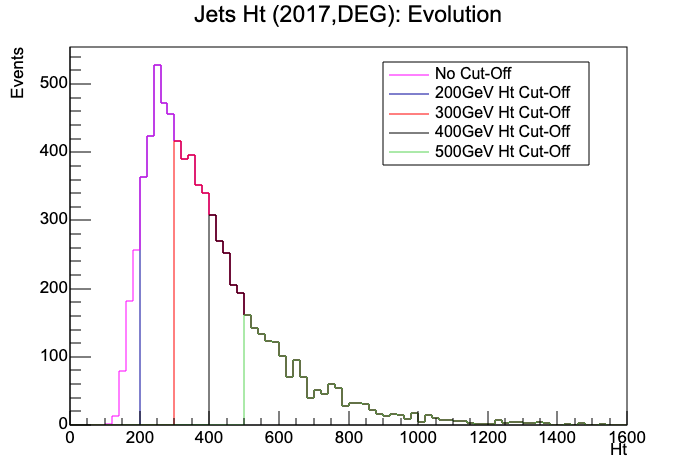 Jets Ht (2017,DEG): Evolution
Events
No Cut-Off
200GeV Ht Cut-Off
300GeV Ht Cut-Off
400GeV Ht Cut-Off
500GeV Ht Cut-Off
500
400
300
200
100
0
0 200 400 600 800 1000 1200 1400 1600
Ht